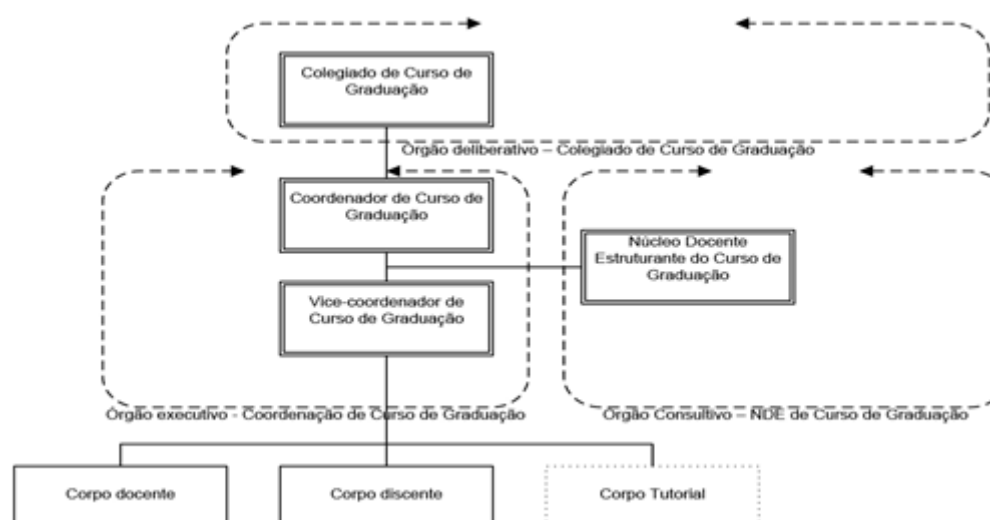 Colegiado de Curso de
Graduação
Órgão deliberativo – Colegiado de Curso de Graduação
Coordenador de Curso de
Graduação
Núcleo Docente
Estruturante do Curso de
Graduação
Vice-coordenador de
Curso de Graduação
Órgão executivo - Coordenação de Curso de Graduação
Órgão Consultivo – NDE de Curso de Graduação
Corpo docente
Corpo discente
Corpo Tutorial